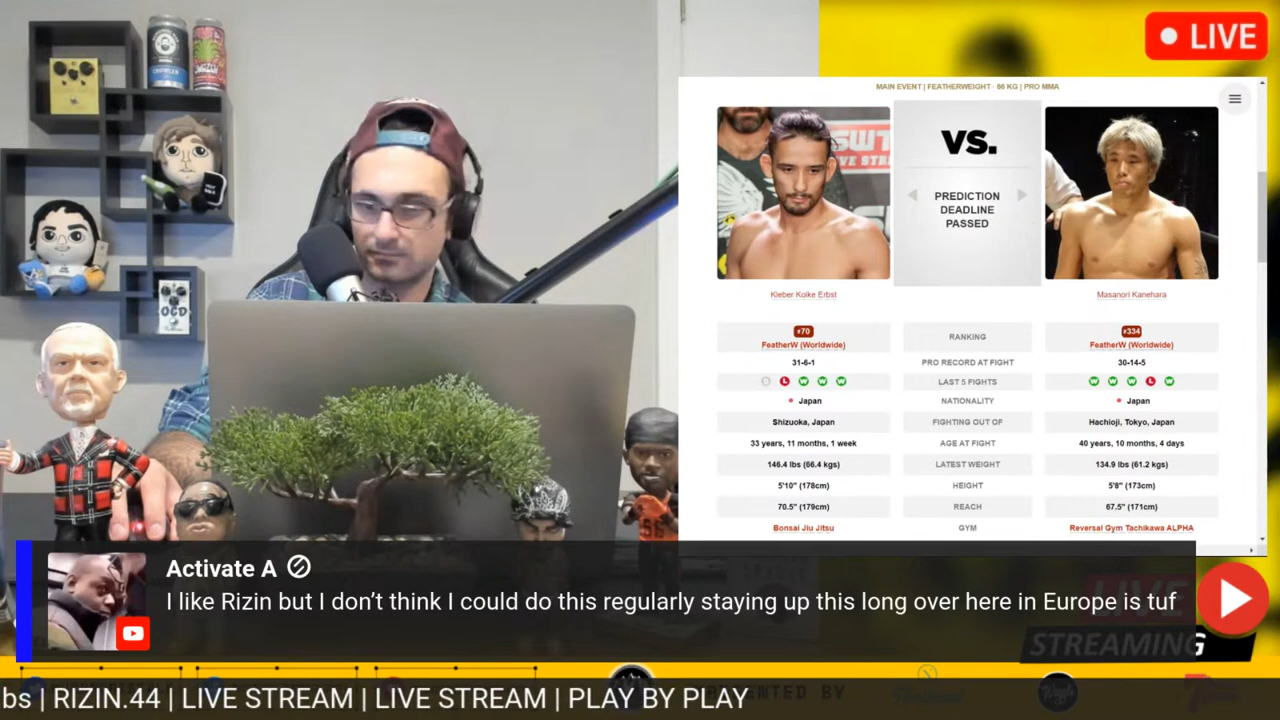 LIVE
MAIN EVENT | FEATHERWEIGHT · 66 KG | PRO MMA
VS.
PREDICTION
DEADLINE
PASSED
Kleber Koike Erbst
Masanori Kanehara
#70
FeatherW (Worldwide)
RANKING
#334
FeatherW (Worldwide)
31-6-1
PRO RECORD AT FIGHT
30-14-5
L W W W
LAST 5 FIGHTS
W W W L W
Japan
NATIONALITY
Japan
Shizuoka, Japan
FIGHTING OUT OF
Hachioji, Tokyo, Japan
33 years, 11 months, 1 week
AGE AT FIGHT
40 years, 10 months, 4 days
146.4 lbs (66.4 kgs)
LATEST WEIGHT
134.9 lbs (61.2 kgs)
5'10" (178cm)
HEIGHT
5'8" (173cm)
70.5" (179cm)
REACH
67.5" (171cm)
Bonsai Jiu Jitsu
GYM
Reversal Gym Tachikawa ALPHA
OCD
Activate A
I like Rizin but I don’t think I could do this regularly staying up this long over here in Europe is tuf
LIVE
STREAMING
bs | RIZIN.44 | LIVE STREAM | LIVE STREAM | PLAY BY PLAY